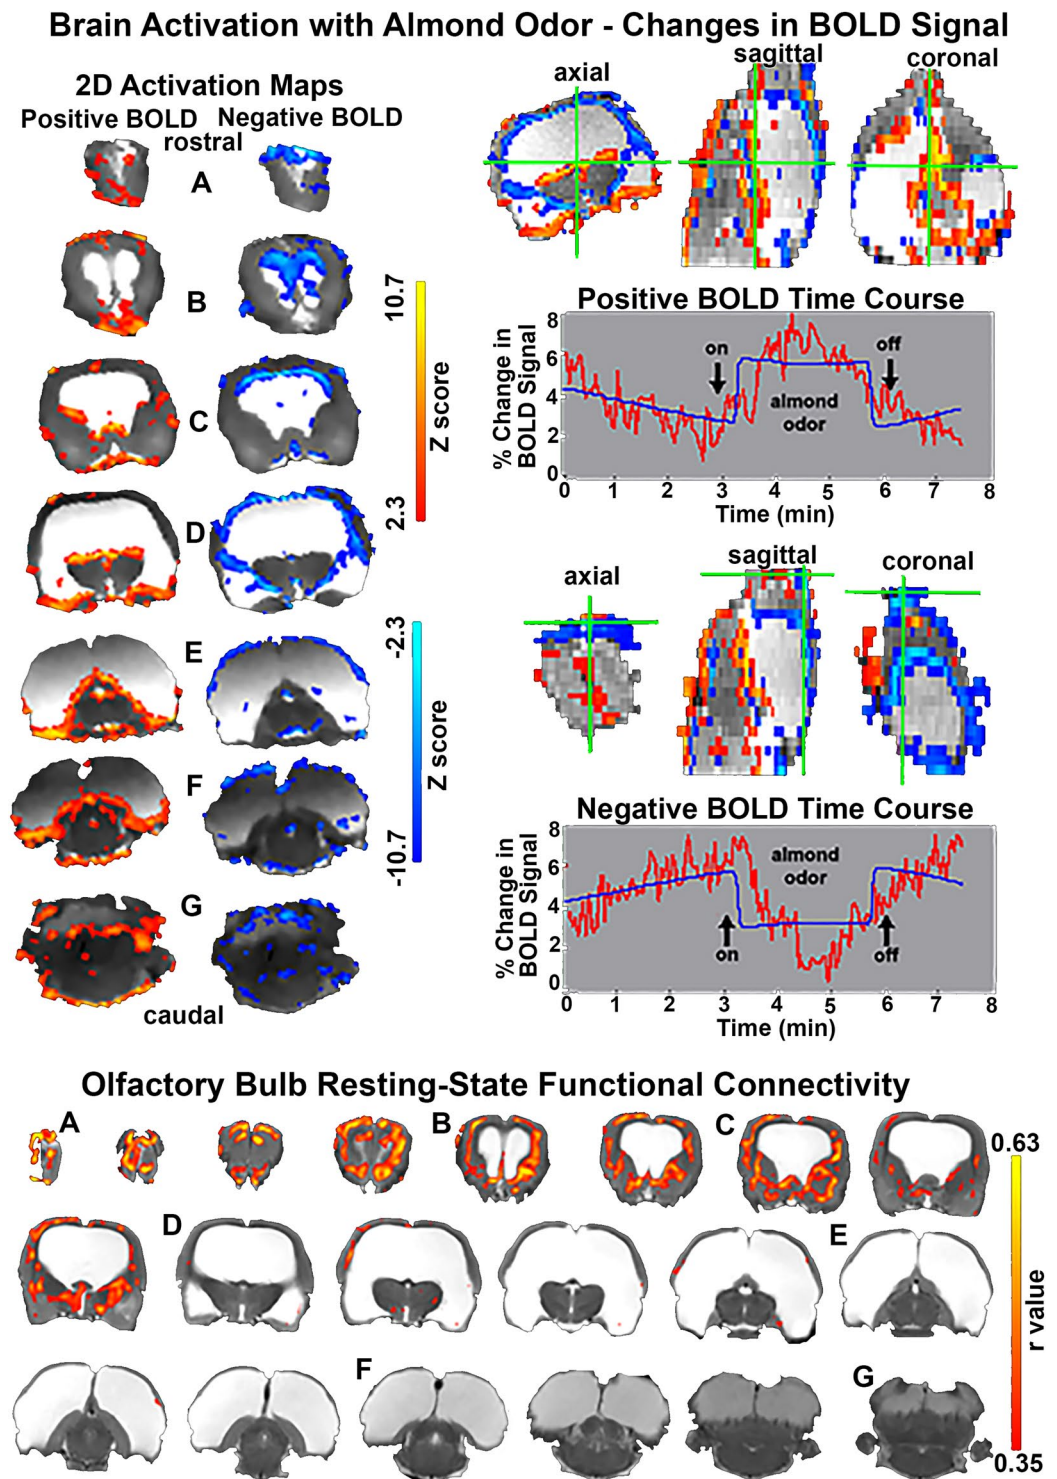 Brain Activation with Almond Odor - Changes in BOLD Signal
2D Activation Maps
Positive BOLD Negative BOLD
rostral
A
B
C
D
E
F
G
caudal
10.7
Z score
2.3
-2.3
Z score
-10.7
axial
sagittal
coronal
Positive BOLD Time Course
% Change in
BOLD Signal
8
6
4
2
0
on
off
almond
odor
0 1 2 3 4 5 6 7 8
Time (min)
axial
sagittal
coronal
Negative BOLD Time Course
% Change in
BOLD Signal
8
6
4
2
0
almond
odor
on
off
0 1 2 3 4 5 6 7 8
Time (min)
Olfactory Bulb Resting-State Functional Connectivity
A
B
C
D
E
F
G
0.63
r value
0.35